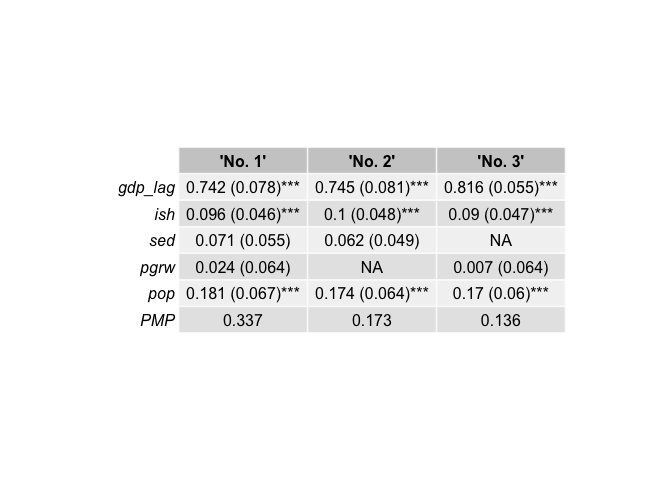 'No. 1' 'No. 2' 'No. 3'
gdp_lag 0.742 (0.078)*** 0.745 (0.081)*** 0.816 (0.055)***
ish 0.096 (0.046)*** 0.1 (0.048)*** 0.09 (0.047)***
sed 0.071 (0.055) 0.062 (0.049) NA
pgrw 0.024 (0.064) NA 0.007 (0.064)
pop 0.181 (0.067)*** 0.174 (0.064)*** 0.17 (0.06)***
PMP 0.337 0.173 0.136